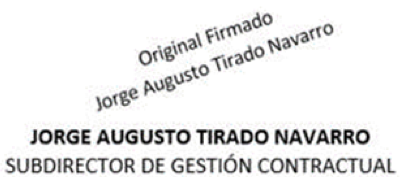 Original Firmado
Jorge Augusto Tirado Navarro
JORGE AUGUSTO TIRADO NAVARRO
SUBDIRECTOR DE GESTIÓN CONTRACTUAL